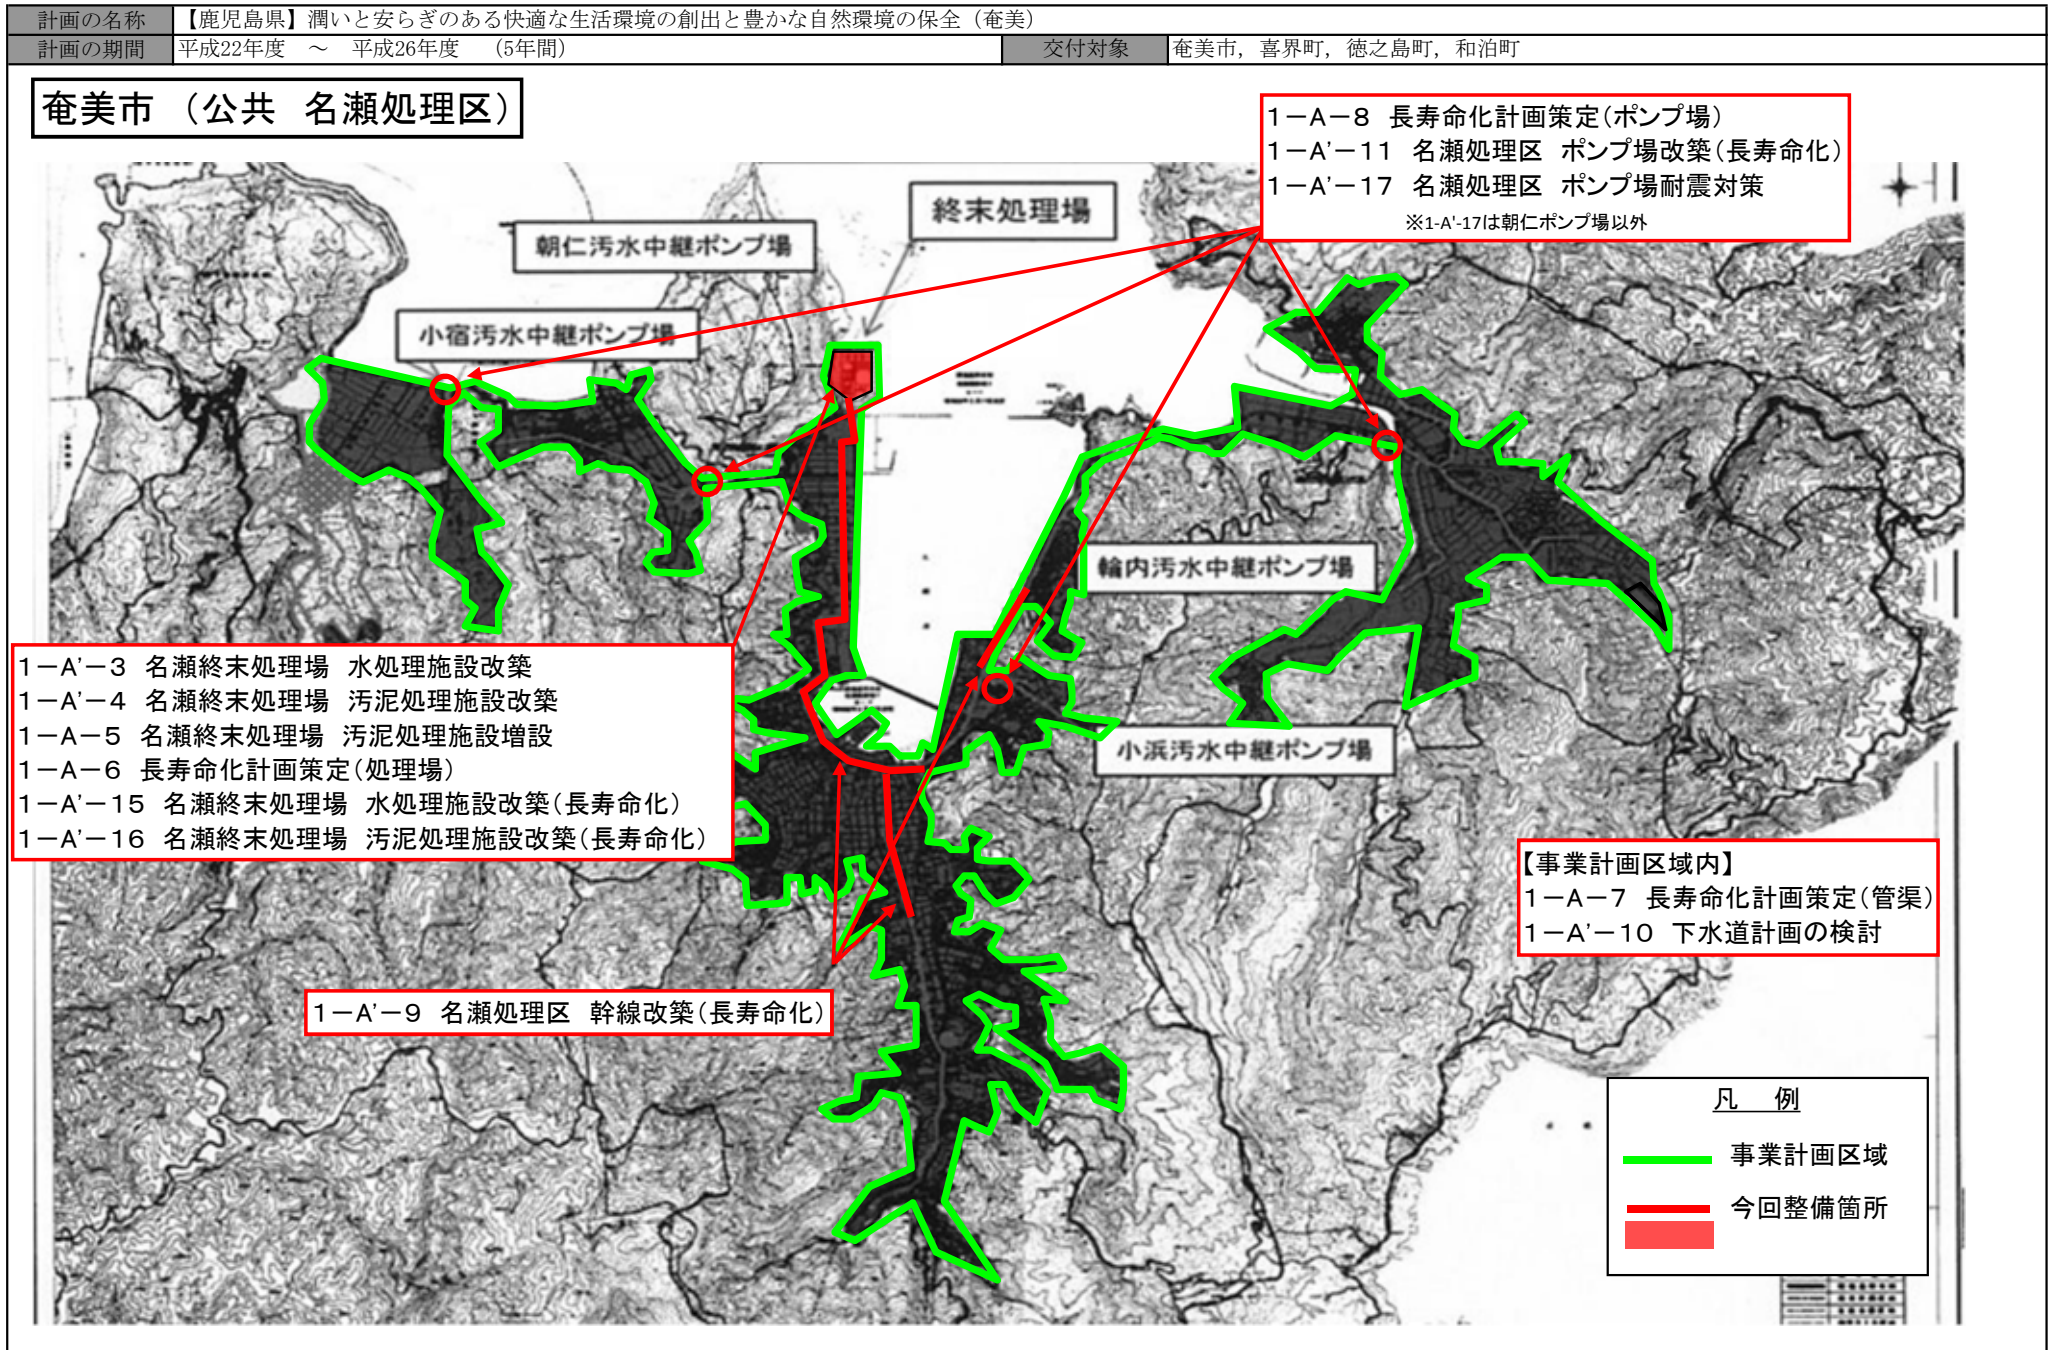 計画の名称 【鹿児島県】潤いと安らぎのある快適な生活環境の創出と豊かな自然環境の保全（奄美）
計画の期間 平成22年度 ～ 平成26年度 （5年間） 交付対象 奄美市，喜界町，徳之島町，和泊町
奄美市 （公共 名瀬処理区）
1－A－8 長寿命化計画策定（ポンプ場）
1－A'－11 名瀬処理区 ポンプ場改築（長寿命化）
1－A'－17 名瀬処理区 ポンプ場耐震対策
※1-A'-17は朝仁ポンプ場以外
終末処理場
朝仁汚水中継ポンプ場
小宿汚水中継ポンプ場
輪内汚水中継ポンプ場
小浜汚水中継ポンプ場
1－A'－3 名瀬終末処理場 水処理施設改築
1－A'－4 名瀬終末処理場 汚泥処理施設改築
1－A－5 名瀬終末処理場 汚泥処理施設増設
1－A－6 長寿命化計画策定（処理場）
1－A'－15 名瀬終末処理場 水処理施設改築（長寿命化）
1－A'－16 名瀬終末処理場 汚泥処理施設改築（長寿命化）
【事業計画区域内】
1－A－7 長寿命化計画策定（管渠）
1－A'－10 下水道計画の検討
1－A'－9 名瀬処理区 幹線改築（長寿命化）
凡 例
事業計画区域
今回整備箇所